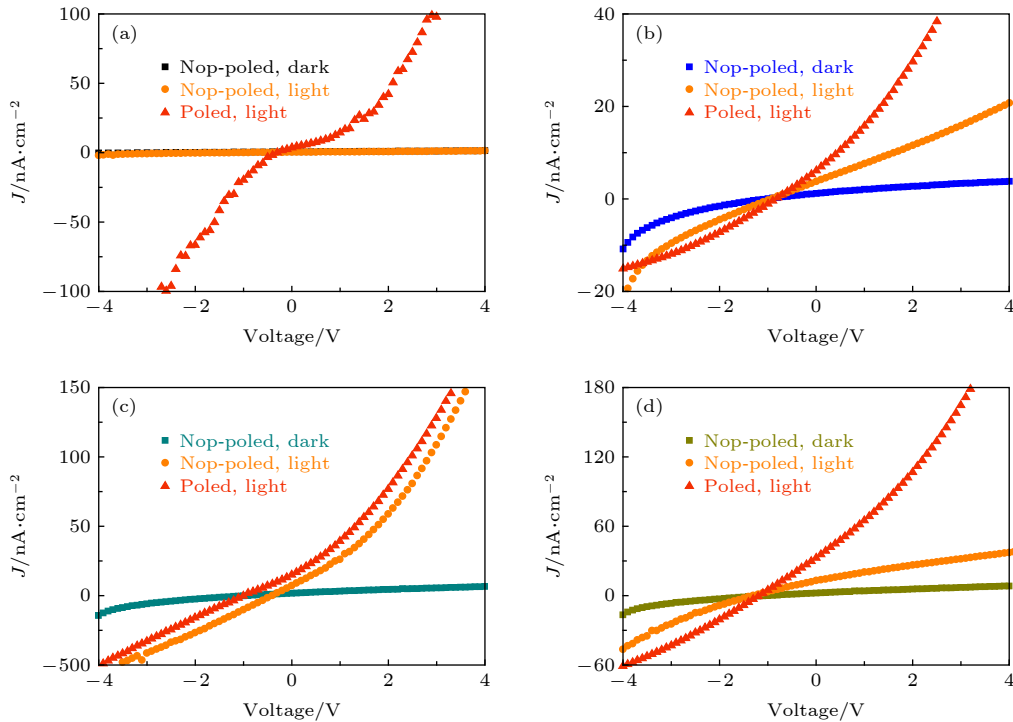 (a)
Nop-poled, dark
Nop-poled, light
Poled, light
100
50
0
−50
−100
J/nA·cm−2
−4
−2
0
2
4
Voltage/V
(b)
Nop-poled, dark
Nop-poled, light
Poled, light
40
20
0
−20
J/nA·cm−2
−4
−2
0
2
4
Voltage/V
(c)
Nop-poled, dark
Nop-poled, light
Poled, light
150
100
50
0
−500
J/nA·cm−2
−4
−2
0
2
4
Voltage/V
(d)
Nop-poled, dark
Nop-poled, light
Poled, light
180
120
60
0
−60
J/nA·cm−2
−4
−2
0
2
4
Voltage/V